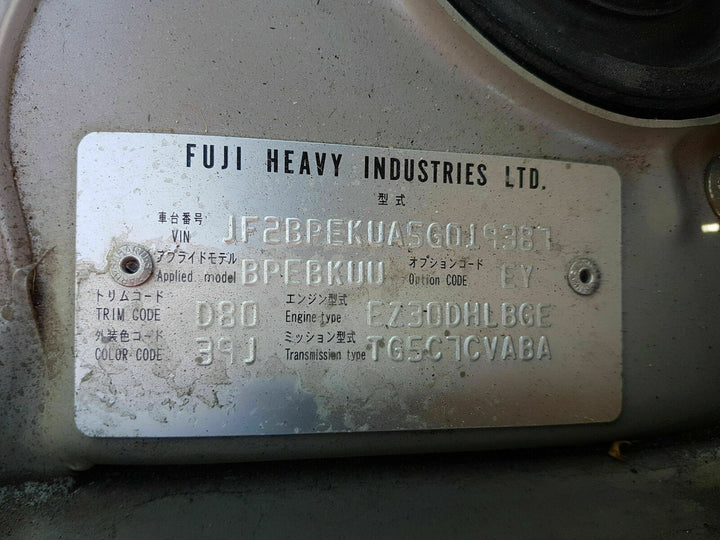 FUJI HEAVY INDUSTRIES LTD.
型式
車台番号
VIN JF2BPEKUA5G019387
アプライドモデル オプションコード
Applied model BPEBKUU Option CODE EY
トリムコード エンジン型式
TRIM CODE D80 Engine type EZ30DHLBGE
外装色コード ミッション型式
COLOR CODE 39J Transmission type TG5C7CVABA